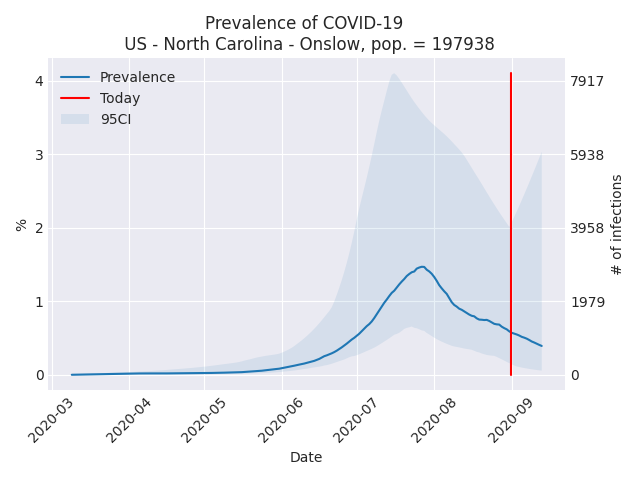 Prevalence of COVID-19
US - North Carolina - Onslow, pop. = 197938
Prevalence
Today
95CI
4
3
2
1
0
%
7917
5938
3958
1979
0
# of infections
2020-03
2020-04
2020-05
2020-06
2020-07
2020-08
2020-09
Date